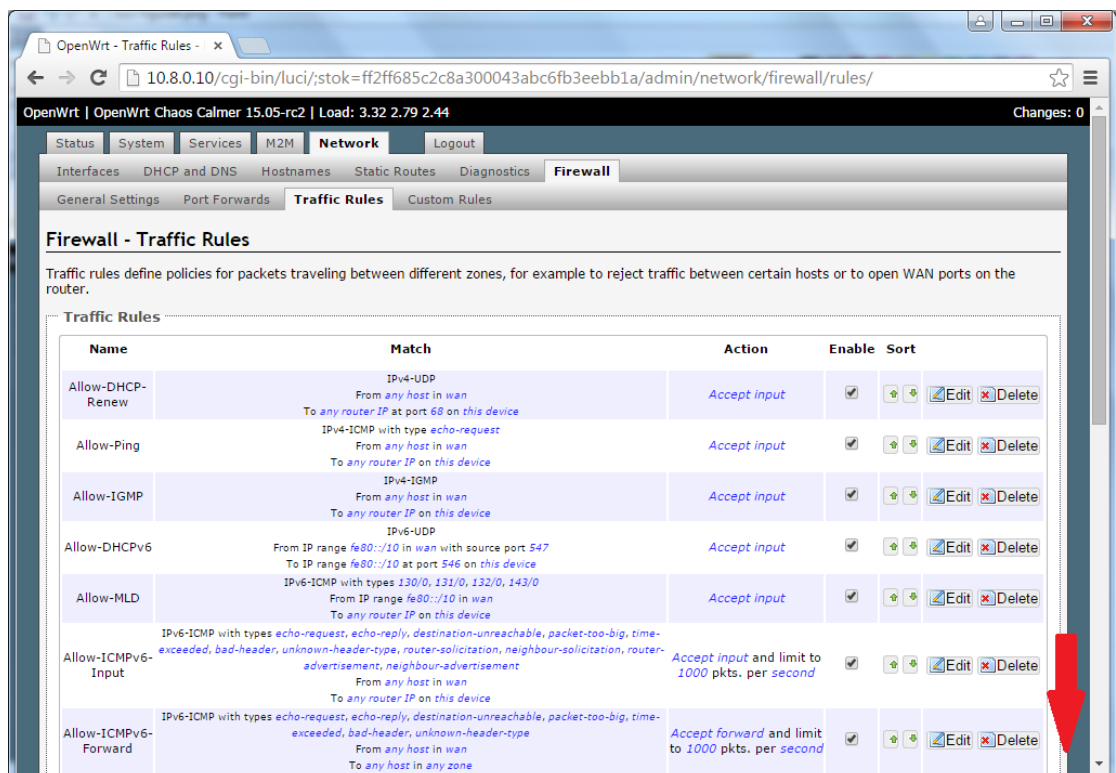 OpenWrt - Traffic Rules -
10.8.0.10/cgi-bin/luci/;stok=ff2ff685c2c8a300043abc6fb3eebb1a/admin/network/firewall/rules/
OpenWrt | OpenWrt Chaos Calmer 15.05-rc2 | Load: 3.32 2.79 2.44 Changes: 0
Status System Services M2M Network Logout
Interfaces DHCP and DNS Hostnames Static Routes Diagnostics Firewall
General Settings Port Forwards Traffic Rules Custom Rules
Firewall - Traffic Rules
Traffic rules define policies for packets traveling between different zones, for example to reject traffic between certain hosts or to open WAN ports on the
router.
Traffic Rules
Name Match Action Enable Sort
Allow-DHCP-
Renew
IPv4-UDP
From any host in wan
To any router IP at port 68 on this device
Accept input
Edit Delete
Allow-Ping
IPv4-ICMP with type echo-request
From any host in wan
To any router IP on this device
Accept input
Edit Delete
Allow-IGMP
IPv4-IGMP
From any host in wan
To any router IP on this device
Accept input
Edit Delete
Allow-DHCPv6
IPv6-UDP
From IP range fe80::/10 in wan with source port 547
To IP range fe80::/10 at port 546 on this device
Accept input
Edit Delete
Allow-MLD
IPv6-ICMP with types 130/0, 131/0, 132/0, 143/0
From IP range fe80::/10 in wan
To any router IP on this device
Accept input
Edit Delete
Allow-ICMPv6-
Input
IPv6-ICMP with types echo-request, echo-reply, destination-unreachable, packet-too-big, time-
exceeded, bad-header, unknown-header-type, router-solicitation, neighbour-solicitation, router-
advertisement, neighbour-advertisement
From any host in wan
To any router IP on this device
Accept input and limit to
1000 pkts. per second
Edit Delete
Allow-ICMPv6-
Forward
IPv6-ICMP with types echo-request, echo-reply, destination-unreachable, packet-too-big, time-
exceeded, bad-header, unknown-header-type
From any host in wan
To any host in any zone
Accept forward and limit
to 1000 pkts. per second
Edit Delete